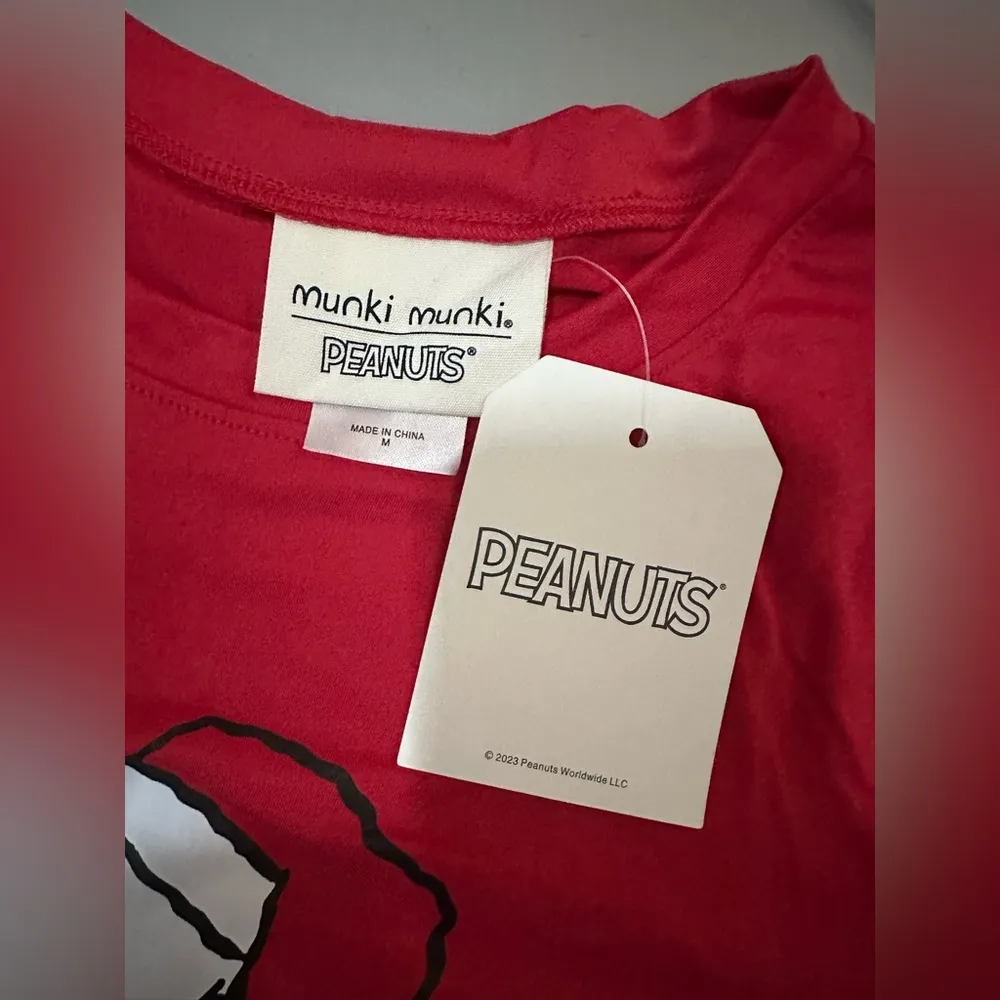 munki munki®
PEANUTS®
MADE IN CHINA
M
PEANUTS®
© 2023 Peanuts Worldwide LLC